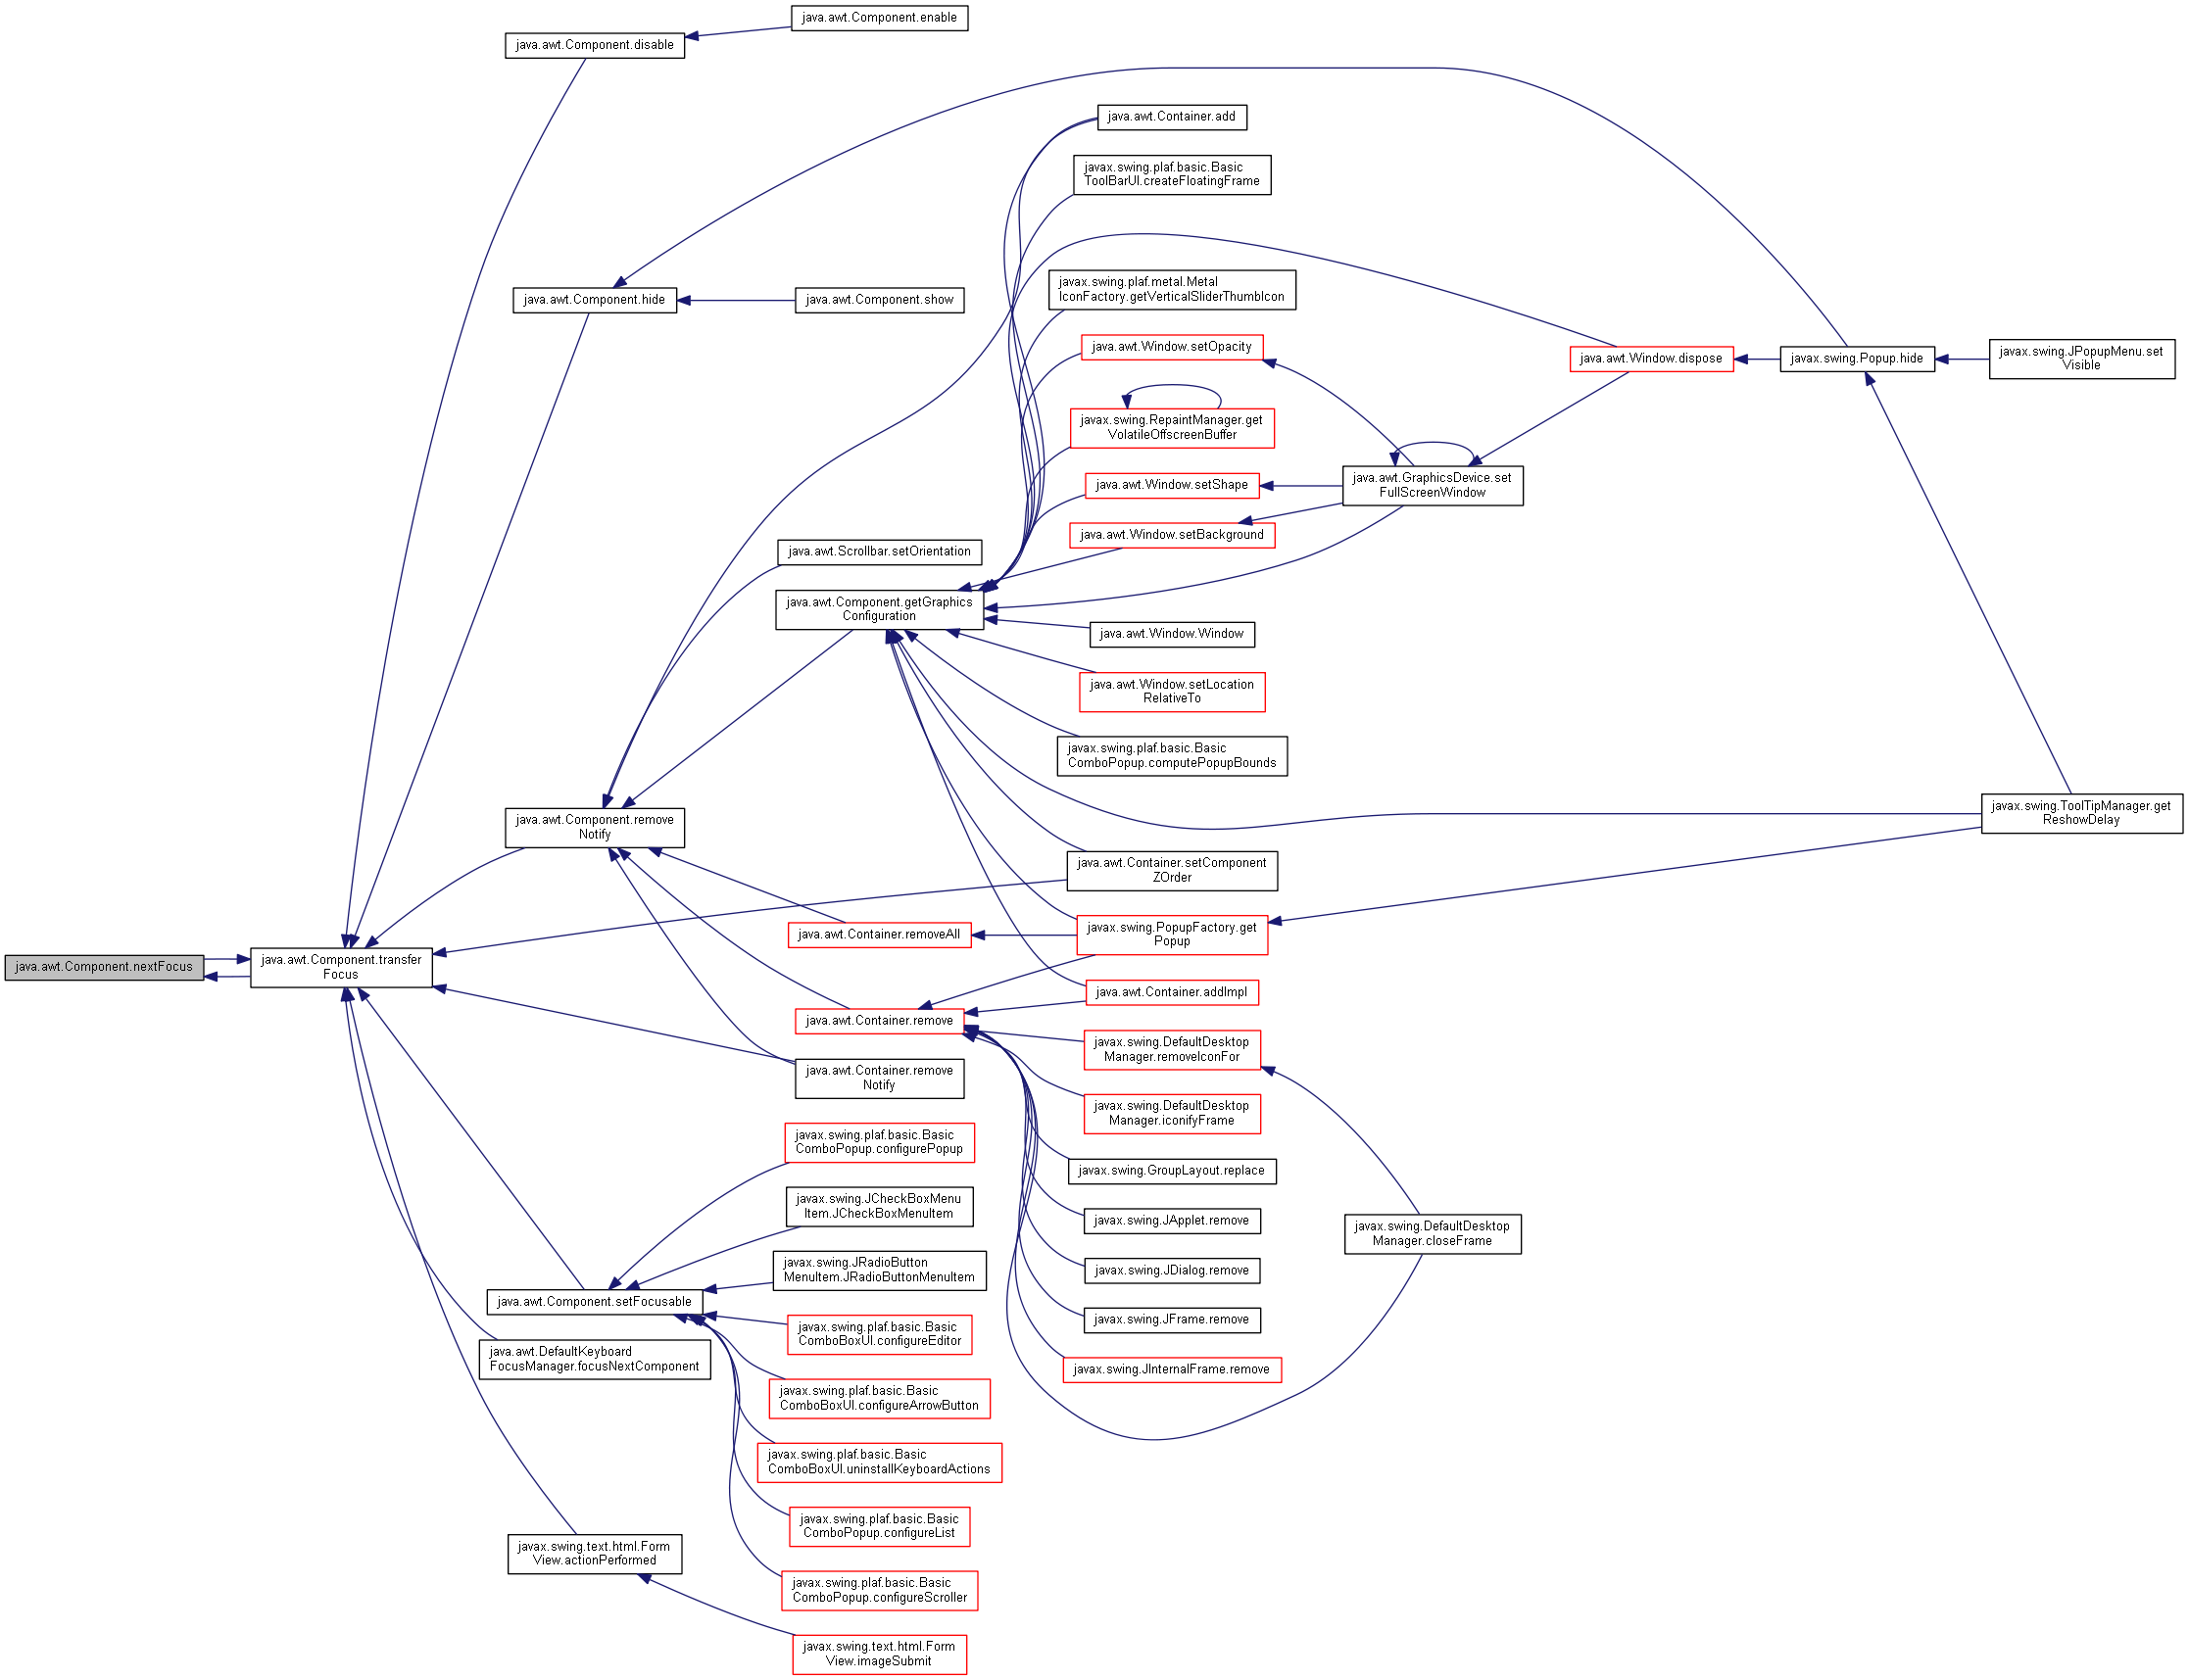 java.awt.Component.enable
java.awt.Component.disable
java.awt.Container.add
javax.swing.plaf.basic.Basic
ToolBarUI.createFloatingFrame
javax.swing.plaf.metal.Metal
IconFactory.getVerticalSliderThumbIcon
java.awt.Component.hide
java.awt.Component.show
java.awt.Window.setOpacity
java.awt.Window.dispose
javax.swing.Popup.hide
javax.swing.JPopupMenu.set
Visible
javax.swing.RepaintManager.get
VolatileOffscreenBuffer
java.awt.Window.setShape
java.awt.GraphicsDevice.set
FullScreenWindow
java.awt.Window.setBackground
java.awt.Scrollbar.setOrientation
java.awt.Component.getGraphics
Configuration
java.awt.Window.Window
java.awt.Window.setLocation
RelativeTo
javax.swing.plaf.basic.Basic
ComboPopup.computePopupBounds
java.awt.Component.remove
Notify
javax.swing.ToolTipManager.get
ReshowDelay
java.awt.Container.setComponent
ZOrder
java.awt.Container.removeAll
javax.swing.PopupFactory.get
Popup
java.awt.Component.nextFocus
java.awt.Component.transfer
Focus
java.awt.Container.addImpl
java.awt.Container.remove
javax.swing.DefaultDesktop
Manager.removeIconFor
java.awt.Container.remove
Notify
javax.swing.DefaultDesktop
Manager.iconifyFrame
javax.swing.plaf.basic.Basic
ComboPopup.configurePopup
javax.swing.GroupLayout.replace
javax.swing.JCheckBoxMenu
Item.JCheckBoxMenuItem
javax.swing.JApplet.remove
javax.swing.DefaultDesktop
Manager.closeFrame
javax.swing.JRadioButton
MenuItem.JRadioButtonMenuItem
javax.swing.JDialog.remove
java.awt.Component.setFocusable
javax.swing.JFrame.remove
javax.swing.plaf.basic.Basic
ComboBoxUI.configureEditor
java.awt.DefaultKeyboard
FocusManager.focusNextComponent
javax.swing.JInternalFrame.remove
javax.swing.plaf.basic.Basic
ComboBoxUI.configureArrowButton
javax.swing.plaf.basic.Basic
ComboBoxUI.uninstallKeyboardActions
javax.swing.plaf.basic.Basic
ComboPopup.configureList
javax.swing.text.html.Form
View.actionPerformed
javax.swing.plaf.basic.Basic
ComboPopup.configureScroller
javax.swing.text.html.Form
View.imageSubmit